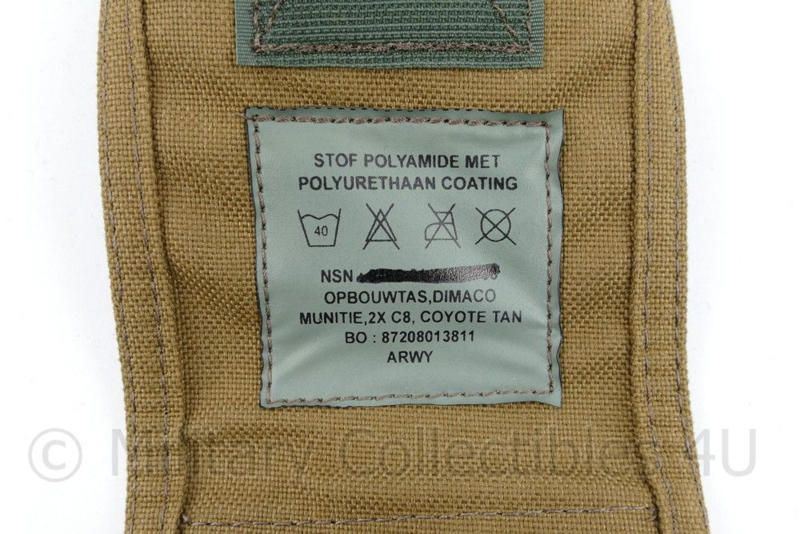 STOF POLYAMIDE MET
POLYURETHAAN COATING
40
NSN
OPBOUWTAS,DIMACO
MUNITIE,2X C8, COYOTE TAN
BO : 87208013811
ARWY
© Military Collectibles 4U